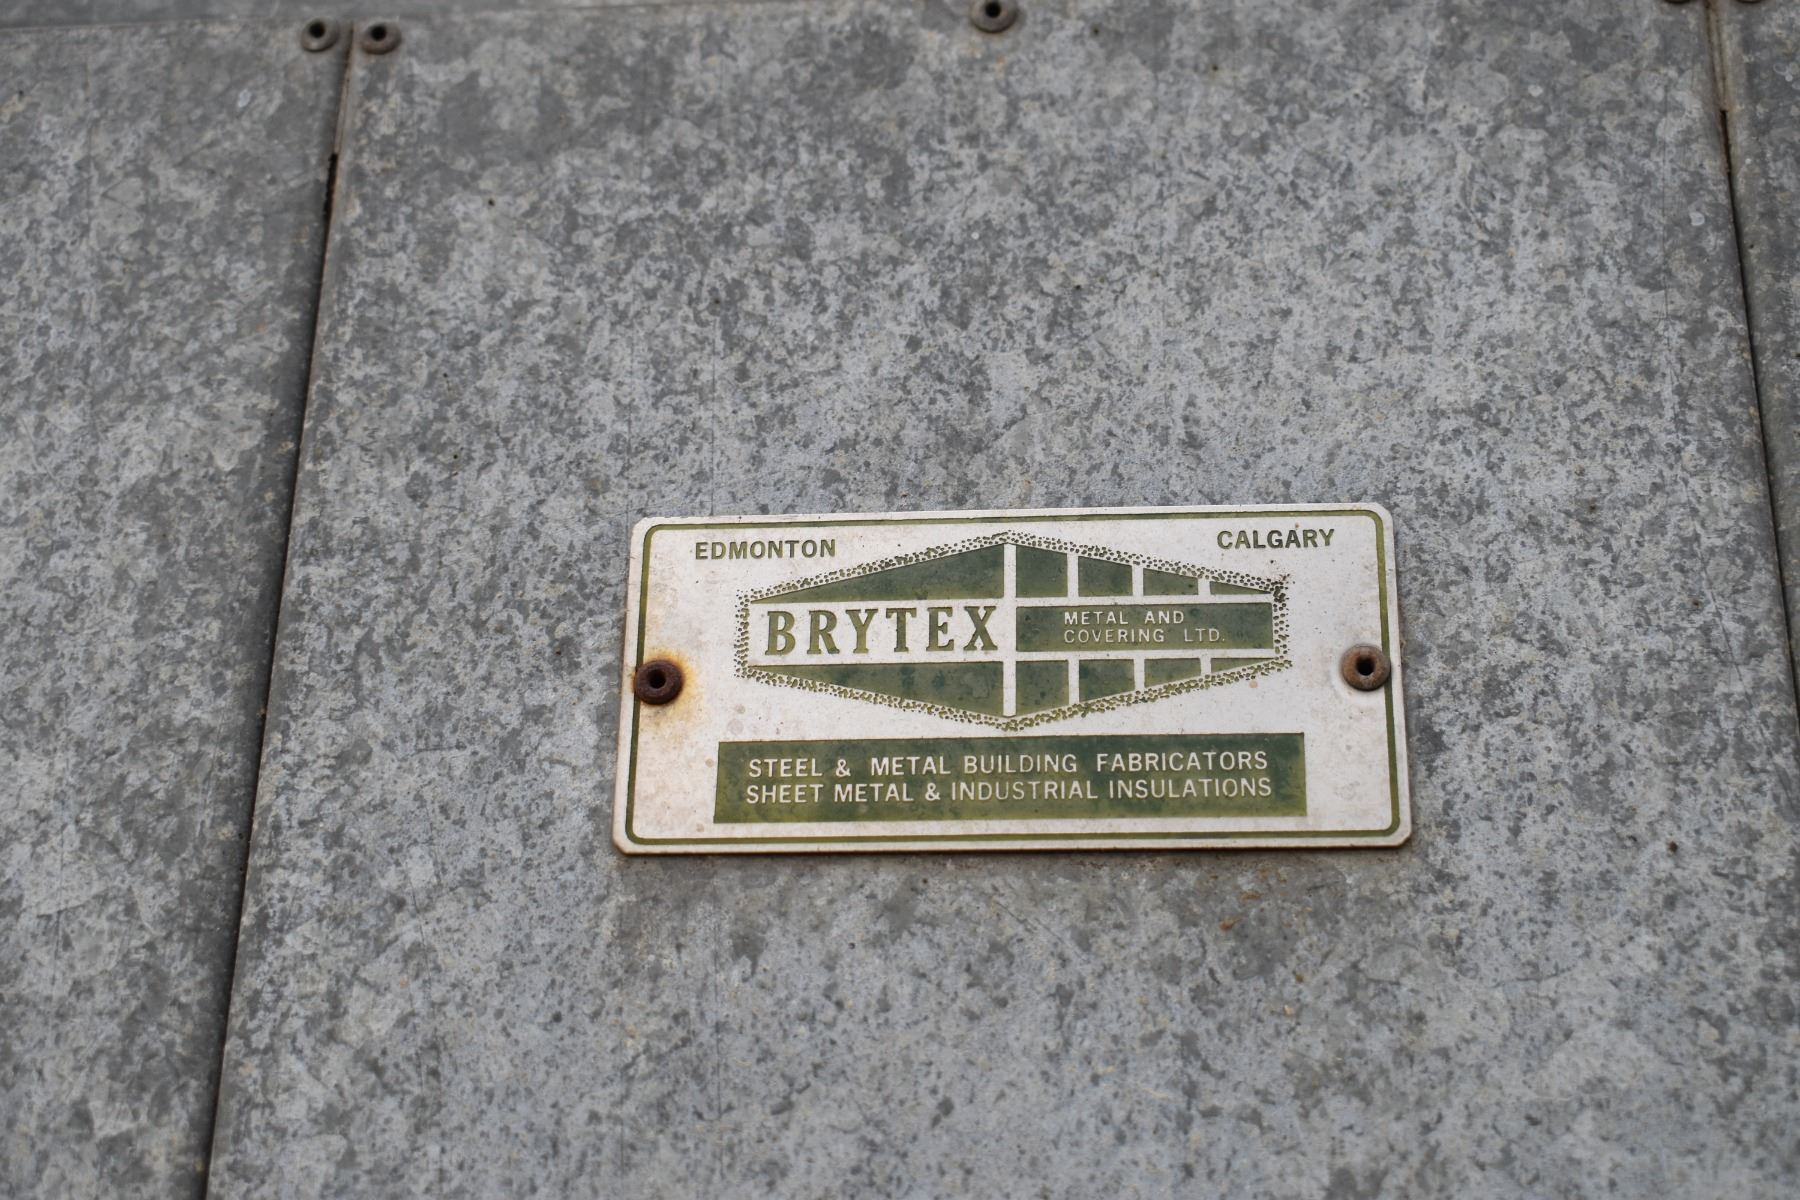 EDMONTON
CALGARY
BRYTEX
METAL AND
COVERING LTD.
STEEL & METAL BUILDING FABRICATORS
SHEET METAL & INDUSTRIAL INSULATIONS